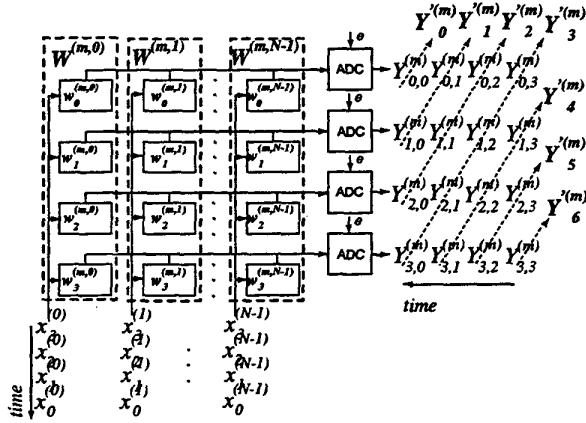 Y'(m)0 Y'(m)1 Y'(m)2 Y'(m)3
W(m,0) W(m,1) W(m,N-1)
e
w0(m,0) w0(m,1) w0(m,N-1) ADC Y(m)0,0 Y(m)0,1 Y(m)0,2 Y(m)0,3
Y'(m)4
e
w1(m,0) w1(m,1) w1(m,N-1) ADC Y(m)1,0 Y(m)1,1 Y(m)1,2 Y(m)1,3
Y'(m)5
e
w2(m,0) w2(m,1) w2(m,N-1) ADC Y(m)2,0 Y(m)2,1 Y(m)2,2 Y(m)2,3
Y'(m)6
e
w3(m,0) w3(m,1) w3(m,N-1) ADC Y(m)3,0 Y(m)3,1 Y(m)3,2 Y(m)3,3
time
x3(0) x3(1) x3(N-1)
x2(0) x2(1) x2(N-1)
x1(0) x1(1) x1(N-1)
x0(0) x0(1) x0(N-1)
time